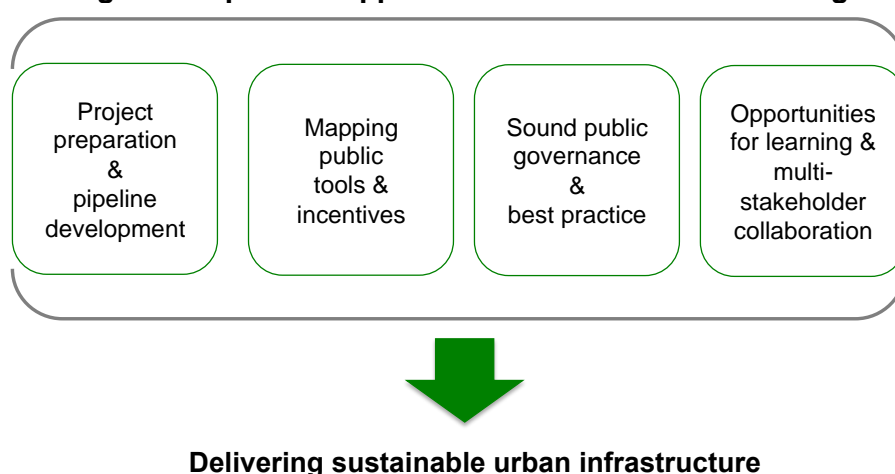 Project
preparation
&
pipeline
development
Mapping
public
tools &
incentives
Sound public
governance
&
best practice
Opportunities
for learning &
multi-
stakeholder
collaboration
Delivering sustainable urban infrastructure